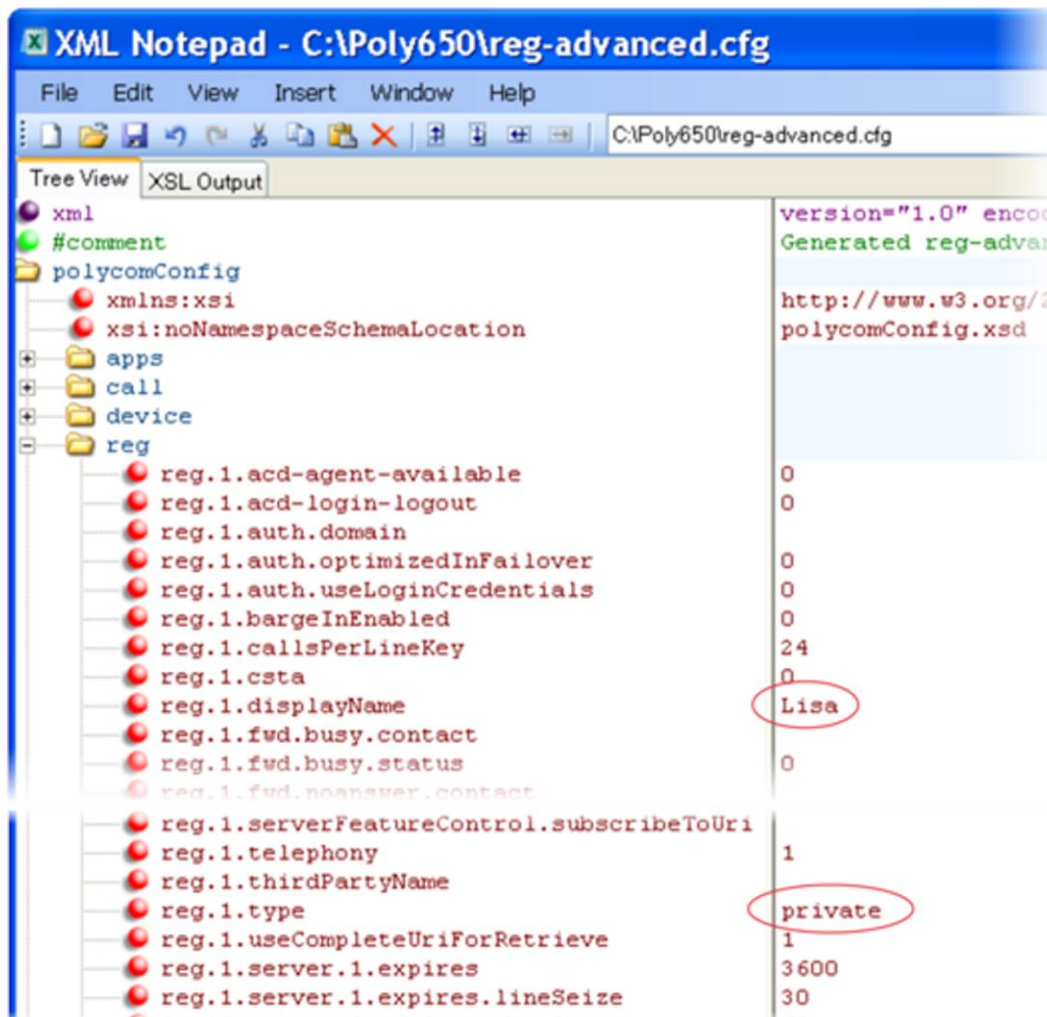 XML Notepad - C:\Poly650\reg-advanced.cfg
File Edit View Insert Window Help
C:\Poly650\reg-advanced.cfg
Tree View XSL Output
xml version="1.0"
#comment Generated
polycomConfig
xmlns:xsi http://www.w3.org/
xsi:noNamespaceSchemaLocation polycomConfig.xsd
apps
call
device
reg
reg.1.acd-agent-available 0
reg.1.acd-login-logout 0
reg.1.auth.domain
reg.1.auth.optimizedInFailover 0
reg.1.auth.useLoginCredentials 0
reg.1.bargeInEnabled 0
reg.1.callsPerLineKey 24
reg.1.csta 0
reg.1.displayName Lisa
reg.1.fwd.busy.contact
reg.1.fwd.busy.status 0
reg.1.fwd.noanswer.contact
reg.1.serverFeatureControl.subscribeToUri
reg.1.telephony 1
reg.1.thirdPartyName
reg.1.type private
reg.1.useCompleteUriForRetrieve 1
reg.1.server.1.expires 3600
reg.1.server.1.expires.lineSeize 30